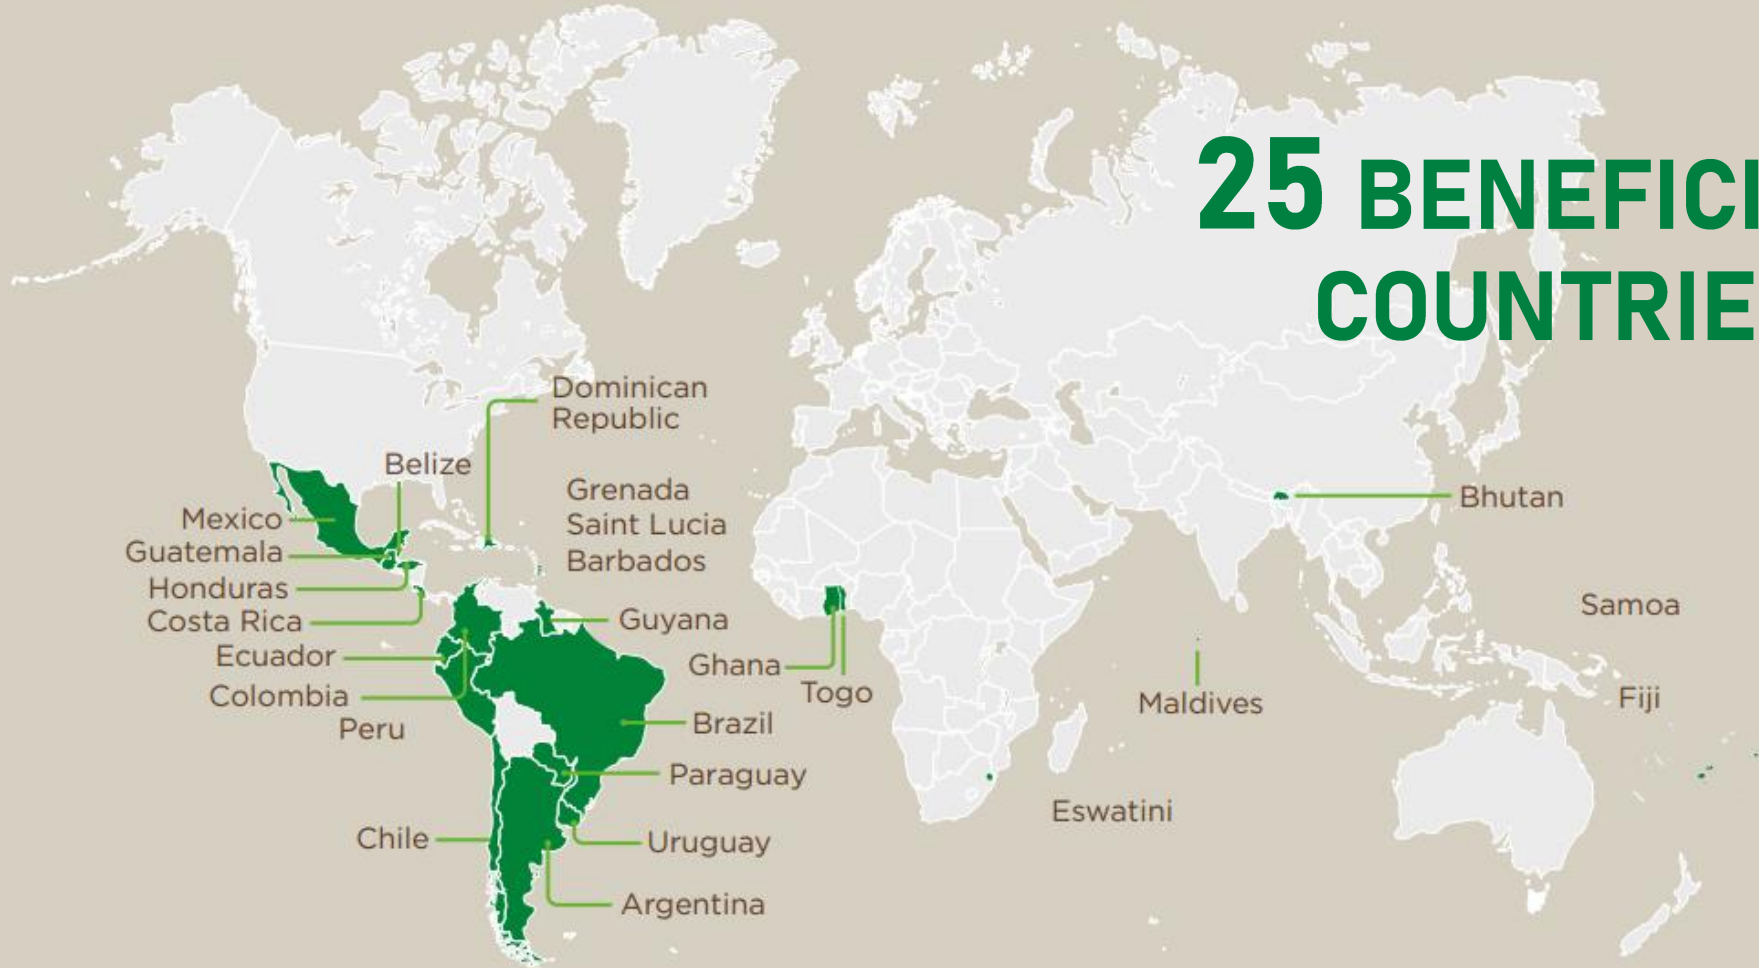 25 BENEFICI
COUNTRIE
Dominican
Republic
Belize
Grenada
Saint Lucia
Barbados
Mexico
Guatemala
Honduras
Costa Rica
Ecuador
Colombia
Peru
Guyana
Ghana
Togo
Brazil
Paraguay
Chile
Uruguay
Argentina
Bhutan
Samoa
Maldives
Fiji
Eswatini